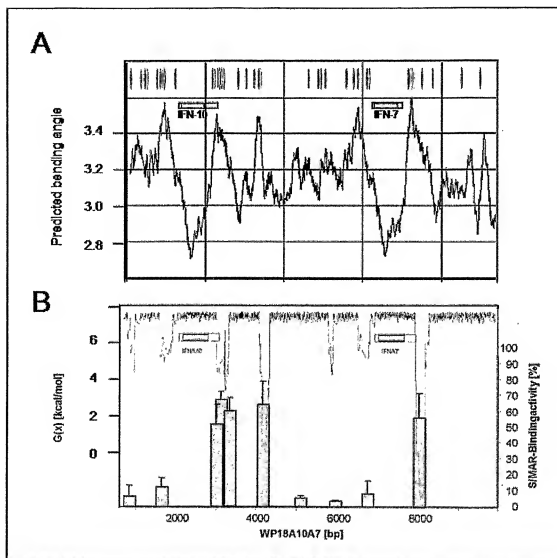 A
IFN-10
IFN-7
Predicted bending angle
3.4
3.2
3.0
2.8
B
G(x) [kcal/mol]
6
4
2
0
IFNA10
IFNA7
100
90
80
70
60
50
40
30
20
10
0
S/MAR-Bindingactivity [%]
2000
4000
6000
8000
WP18A10A7 [bp]